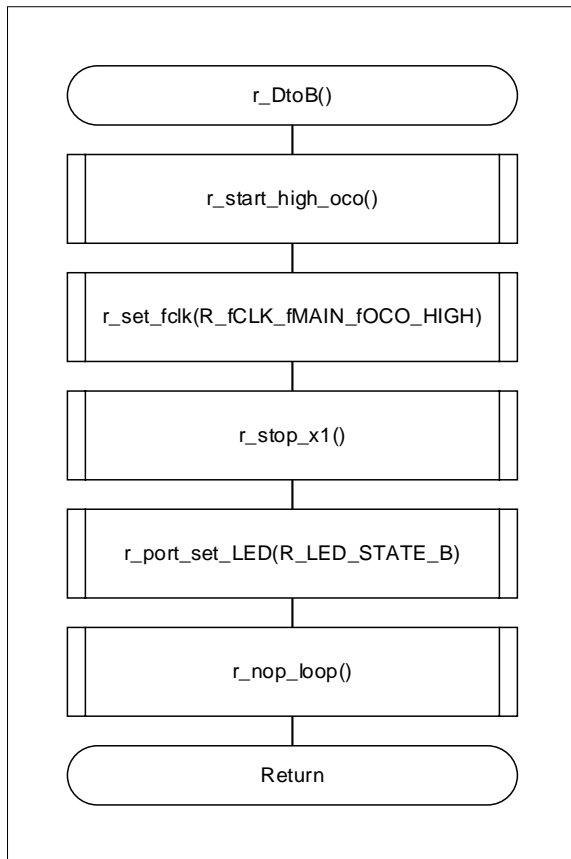 r_DtoB()
r_start_high_oco()
r_set_fclk(R_fCLK_fMAIN_fOCO_HIGH)
r_stop_x1()
r_port_set_LED(R_LED_STATE_B)
r_nop_loop()
Return